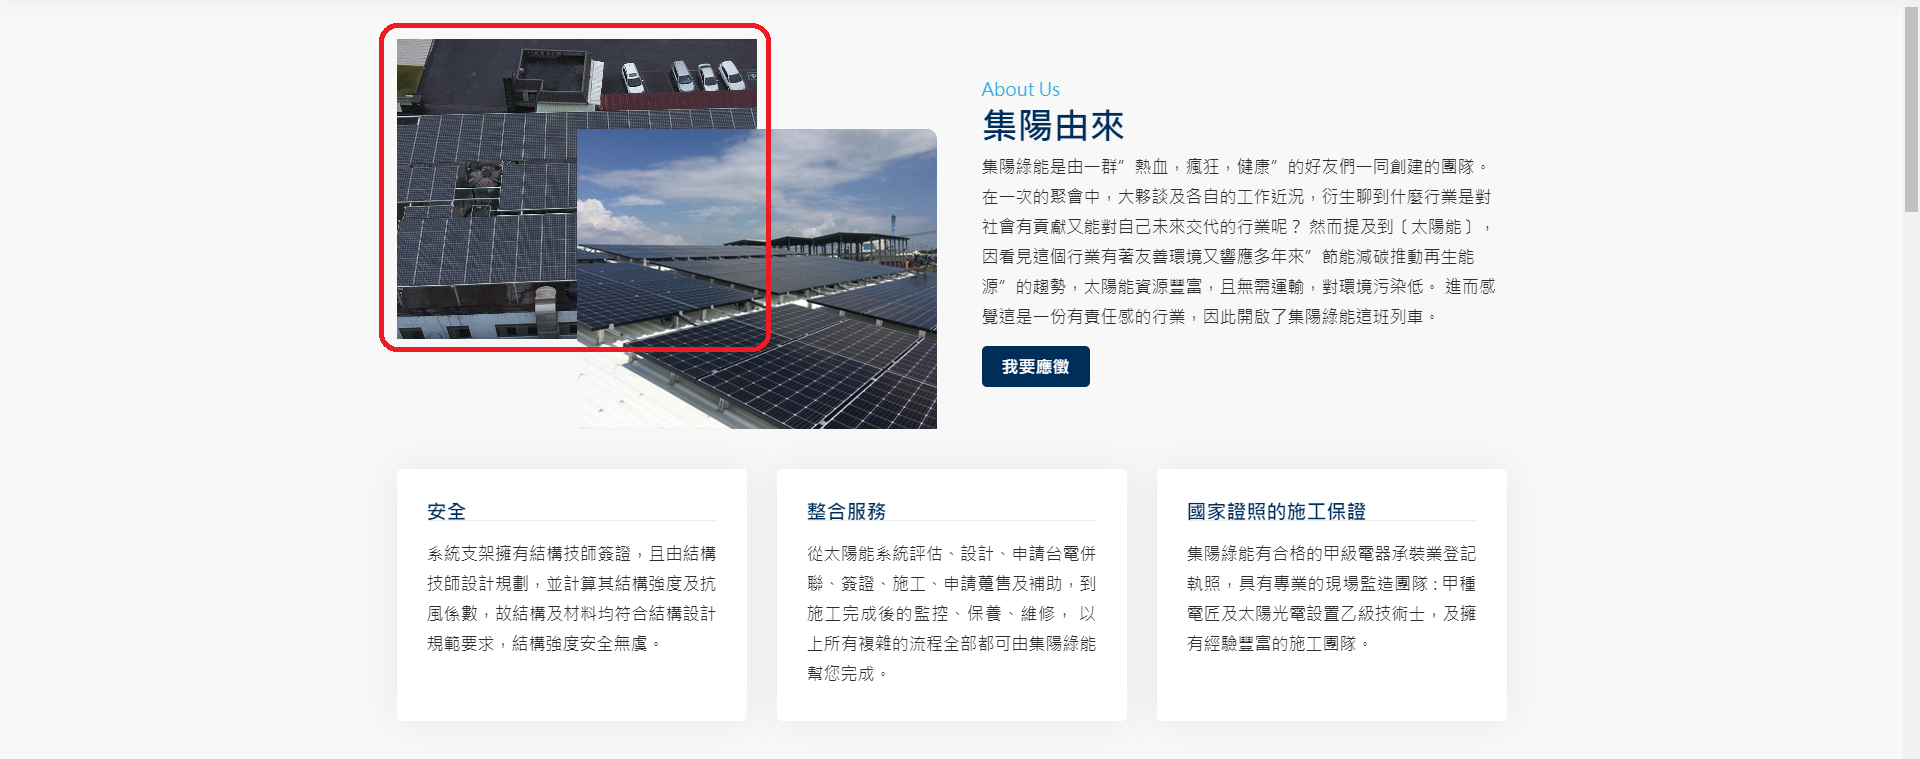 About Us
集陽由來
集陽綠能是由一群”熱血，瘋狂，健康”的好友們一同創建的團隊。
在一次的聚會中，大夥談及各自的工作近況，衍生聊到什麼行業是對
社會有貢獻又能對自己未來交代的行業呢？ 然而提及到〔太陽能〕，
因看見這個行業有著友善環境又響應多年來”節能減碳推動再生能
源”的趨勢，太陽能資源豐富，且無需運輸，對環境污染低。 進而感
覺這是一份有責任感的行業，因此開啟了集陽綠能這班列車。
我要應徵
安全
系統支架擁有結構技師簽證，且由結構
技師設計規劃，並計算其結構強度及抗
風係數，故結構及材料均符合結構設計
規範要求，結構強度安全無虞。
整合服務
從太陽能系統評估、設計、申請台電併
聯、簽證、施工、申請躉售及補助，到
施工完成後的監控、保養、維修， 以
上所有複雜的流程全部都可由集陽綠能
幫您完成。
國家證照的施工保證
集陽綠能有合格的甲級電器承裝業登記
執照，具有專業的現場監造團隊：甲種
電匠及太陽光電設置乙級技術士，及擁
有經驗豐富的施工團隊。